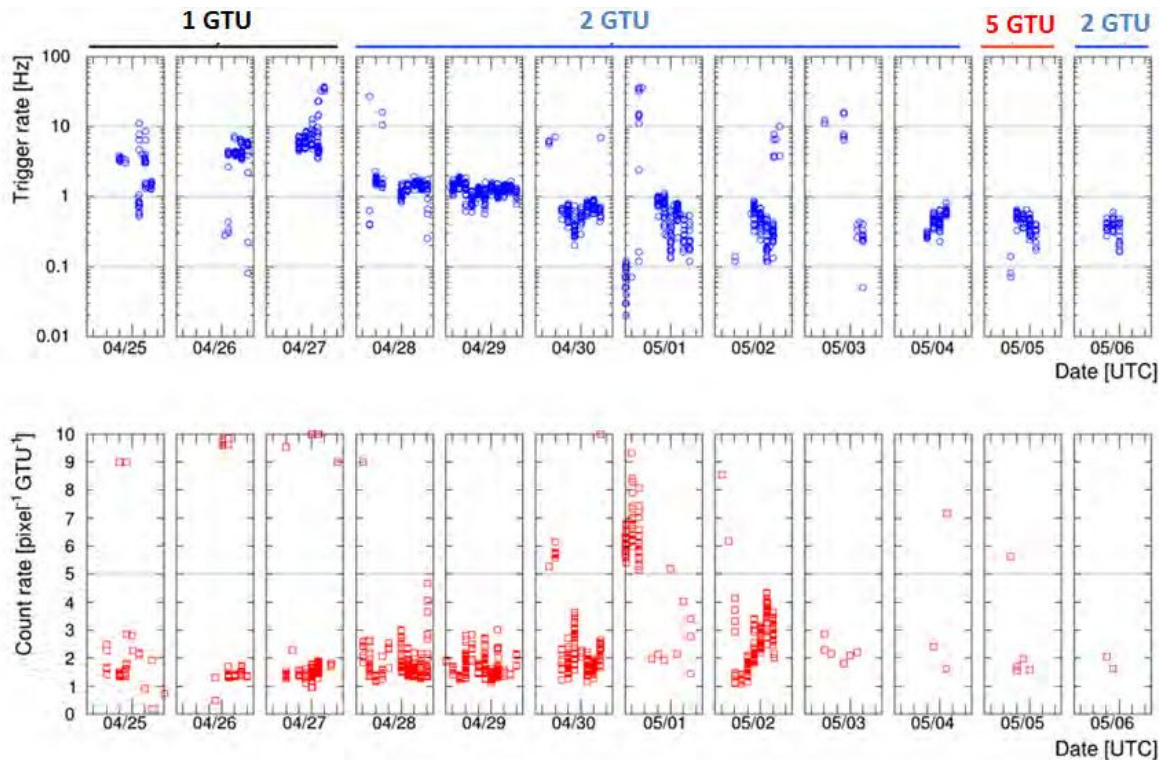 1 GTU 2 GTU 5 GTU 2 GTU
Trigger rate [Hz]
100
10
1
0.1
0.01
04/25 04/26 04/27 04/28 04/29 04/30 05/01 05/02 05/03 05/04 05/05 05/06
Date [UTC]
Count rate [pixel⁻¹ GTU⁻¹]
10
9
8
7
6
5
4
3
2
1
0
04/25 04/26 04/27 04/28 04/29 04/30 05/01 05/02 05/03 05/04 05/05 05/06
Date [UTC]